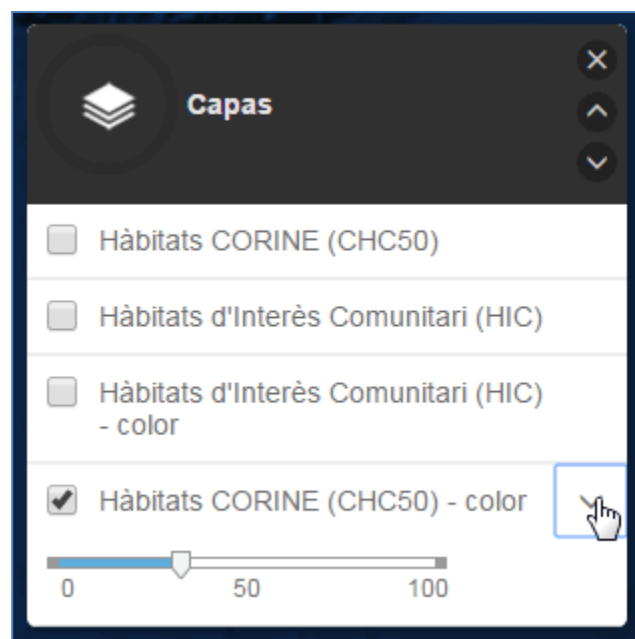 Capas
Hàbitats CORINE (CHC50)
Hàbitats d'Interès Comunitari (HIC)
Hàbitats d'Interès Comunitari (HIC)
- color
Hàbitats CORINE (CHC50) - color
0 50 100